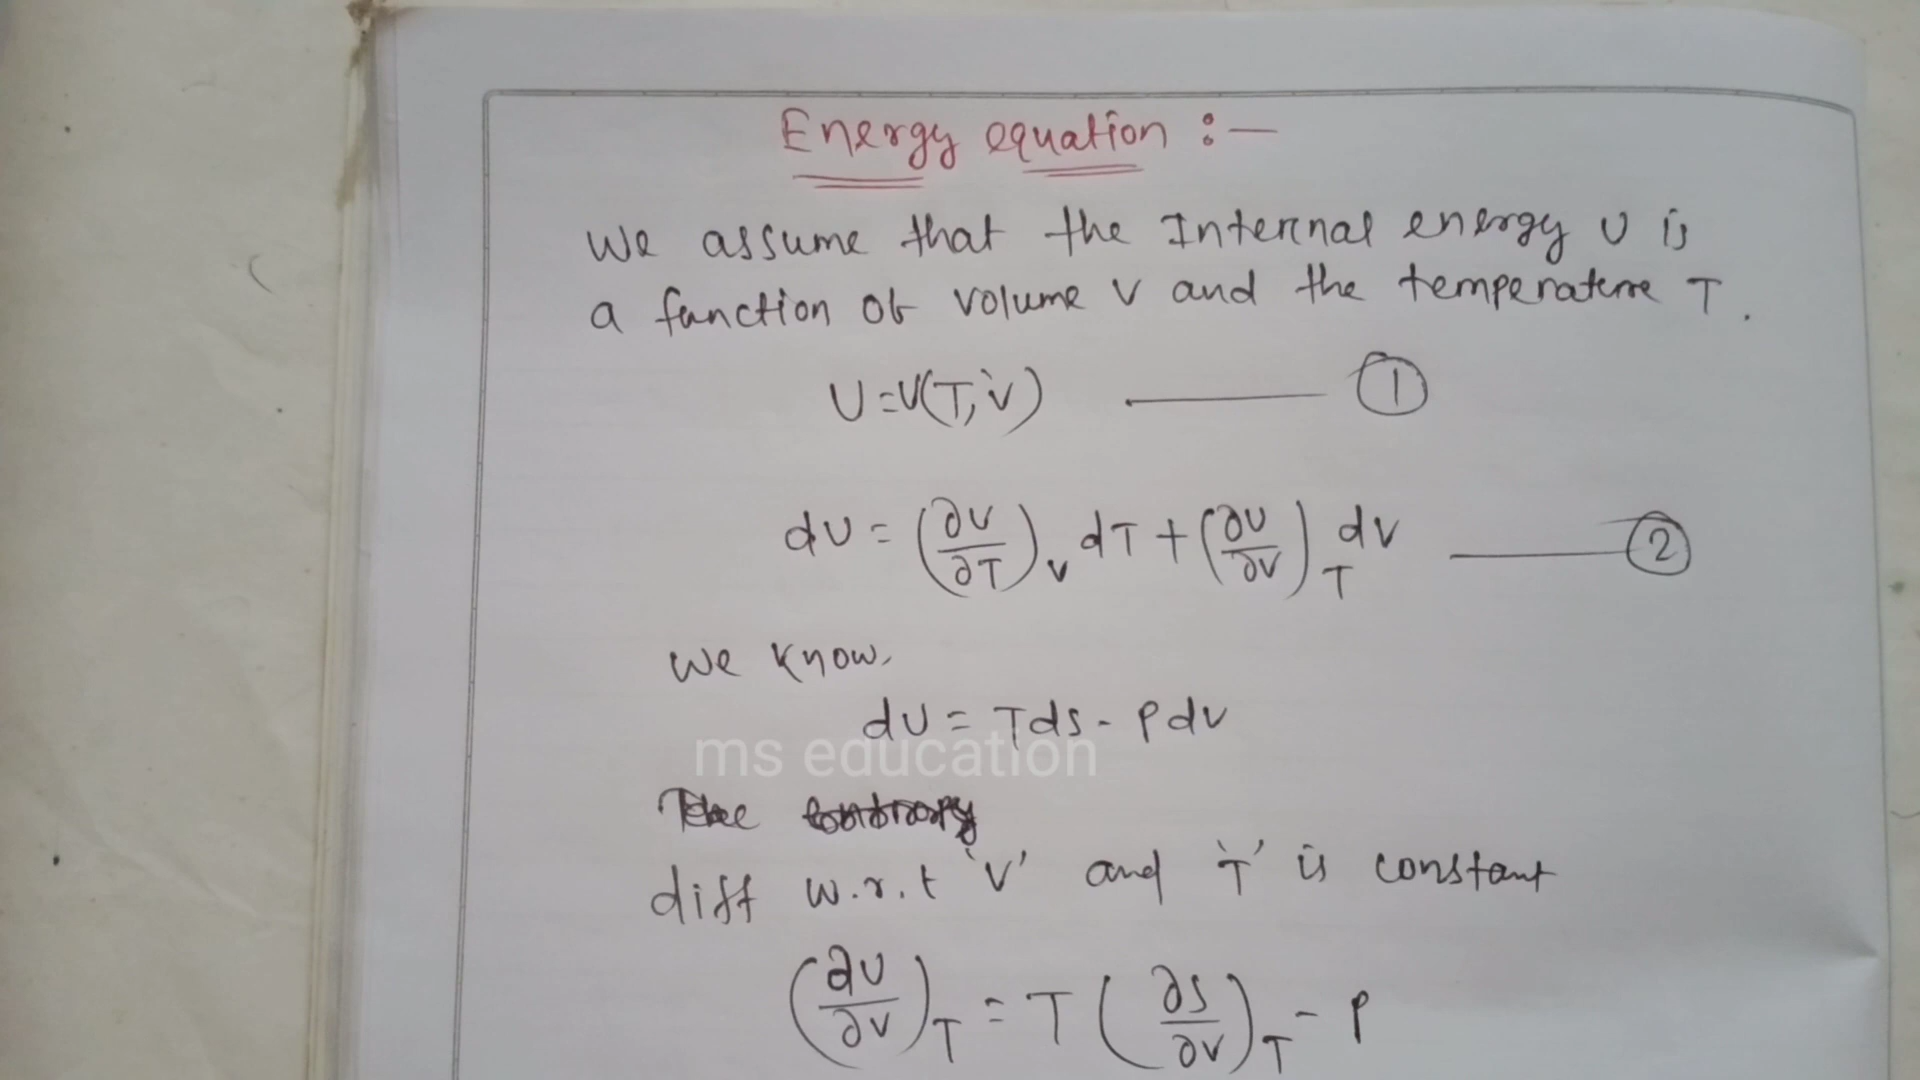 Energy equation :—
We assume that the Internal energy U is
a function of volume V and the temperature T.
U=U(T,V) —— ①
dU = (∂U/∂T)_V dT + (∂U/∂V)_T dV —— ②
We know,
dU = Tds - Pdv
ms education
The
diff w.r.t 'V' and 'T' is constant
(∂U/∂V)_T = T (∂S/∂V)_T - P